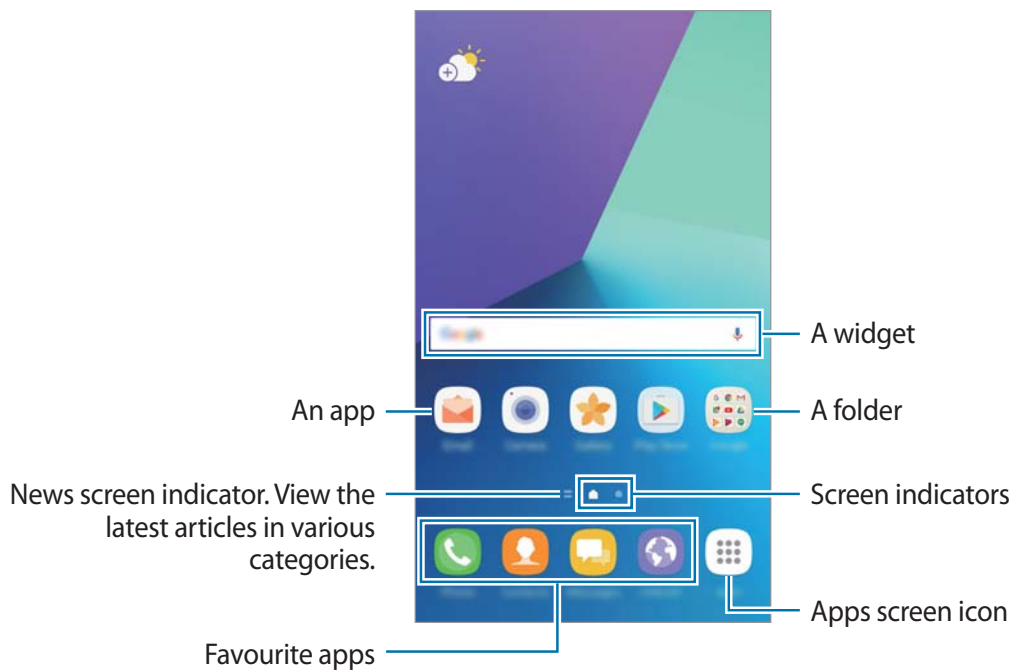 A widget
An app
A folder
News screen indicator. View the
latest articles in various
categories.
Screen indicators
Apps screen icon
Favourite apps